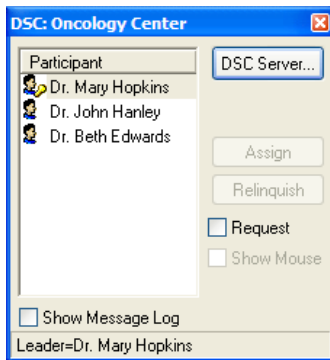 DSC: Oncology Center
Participant
DSC Server...
Dr. Mary Hopkins
Dr. John Hanley
Dr. Beth Edwards
Assign
Relinquish
Request
Show Mouse
Show Message Log
Leader=Dr. Mary Hopkins